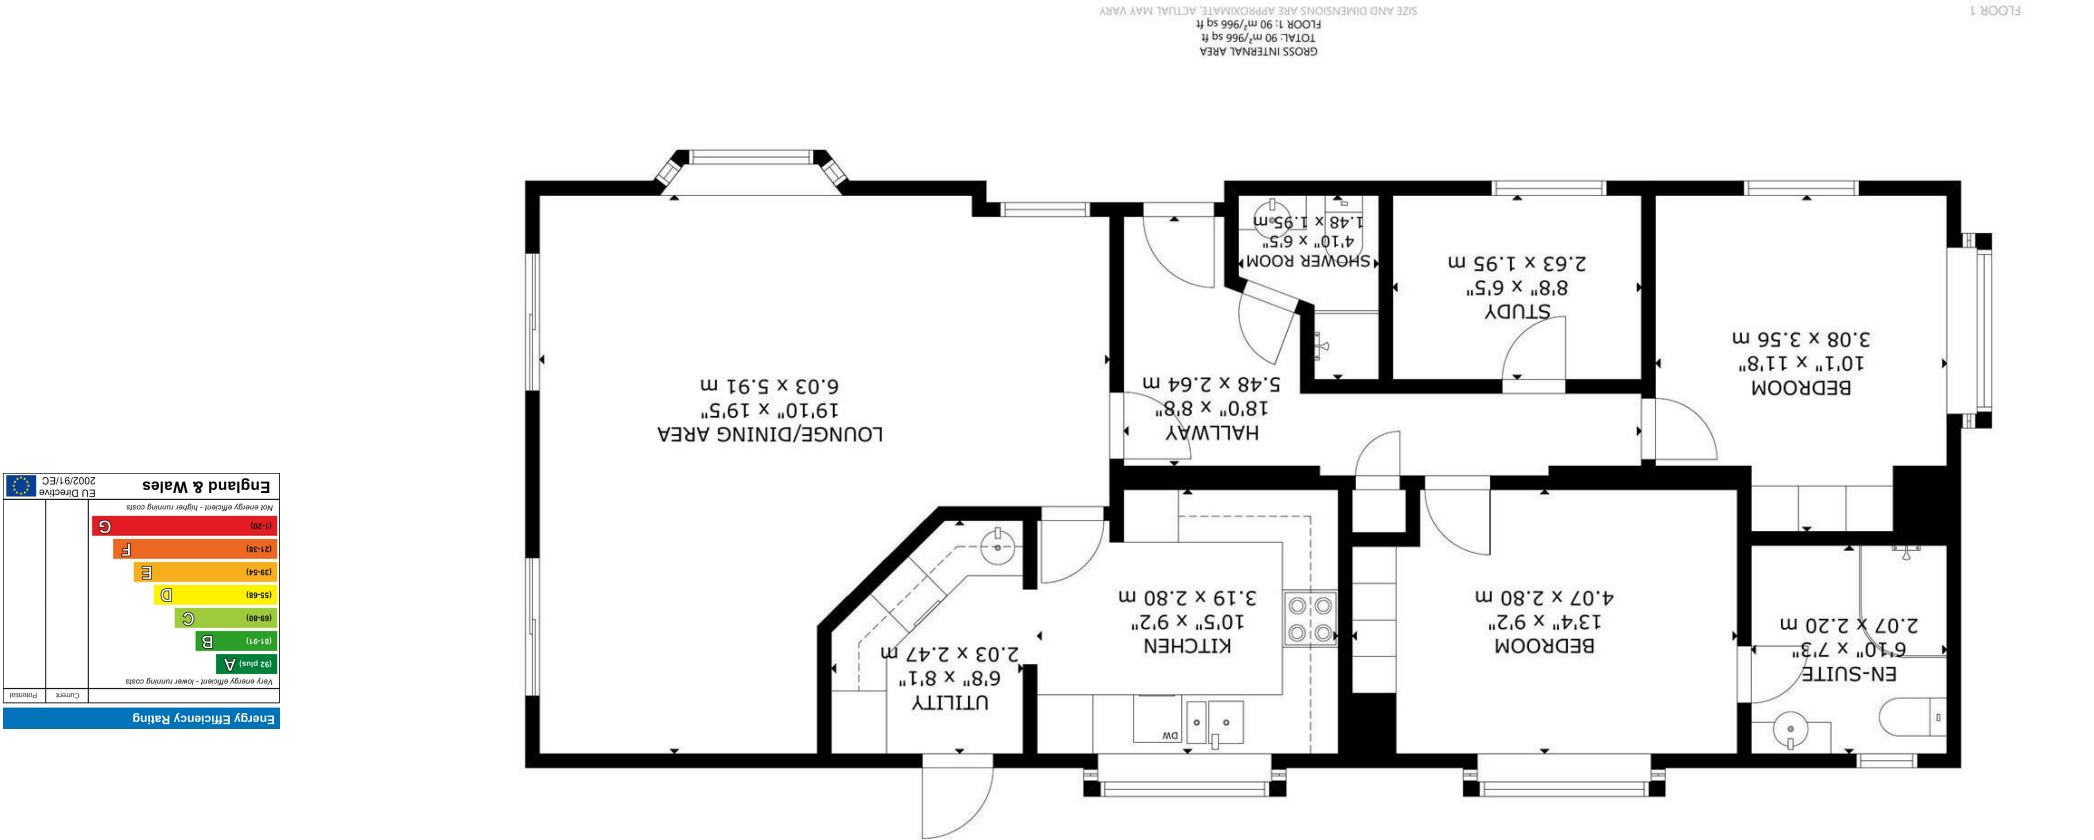 DW
UTILITY
6'8" x 8'1"
2.03 x 2.47 m
EN-SUITE
6'10" x 7'3"
2.07 x 2.20 m
BEDROOM
13'4" x 9'2"
4.07 x 2.80 m
KITCHEN
10'5" x 9'2"
3.19 x 2.80 m
LOUNGE/DINING AREA
19'10" x 19'5"
6.03 x 5.91 m
HALLWAY
18'0" x 8'8"
5.48 x 2.64 m
BEDROOM
10'1" x 11'8"
3.08 x 3.56 m
STUDY
8'8" x 6'5"
2.63 x 1.95 m
SHOWER ROOM
4'10" x 6'5"
1.48 x 1.95 m
GROSS INTERNAL AREA
TOTAL: 90 m²/966 sq ft
FLOOR 1: 90 m²/966 sq ft
SIZE AND DIMENSIONS ARE APPROXIMATE, ACTUAL MAY VARY
FLOOR 1
Energy Efficiency Rating
Current Potential
Very energy efficient - lower running costs
(92 plus) A
(81-91) B
(69-80) C
(55-68) D
(39-54) E
(21-38) F
(1-20) G
Not energy efficient - higher running costs
England & Wales
EU Directive
2002/91/EC